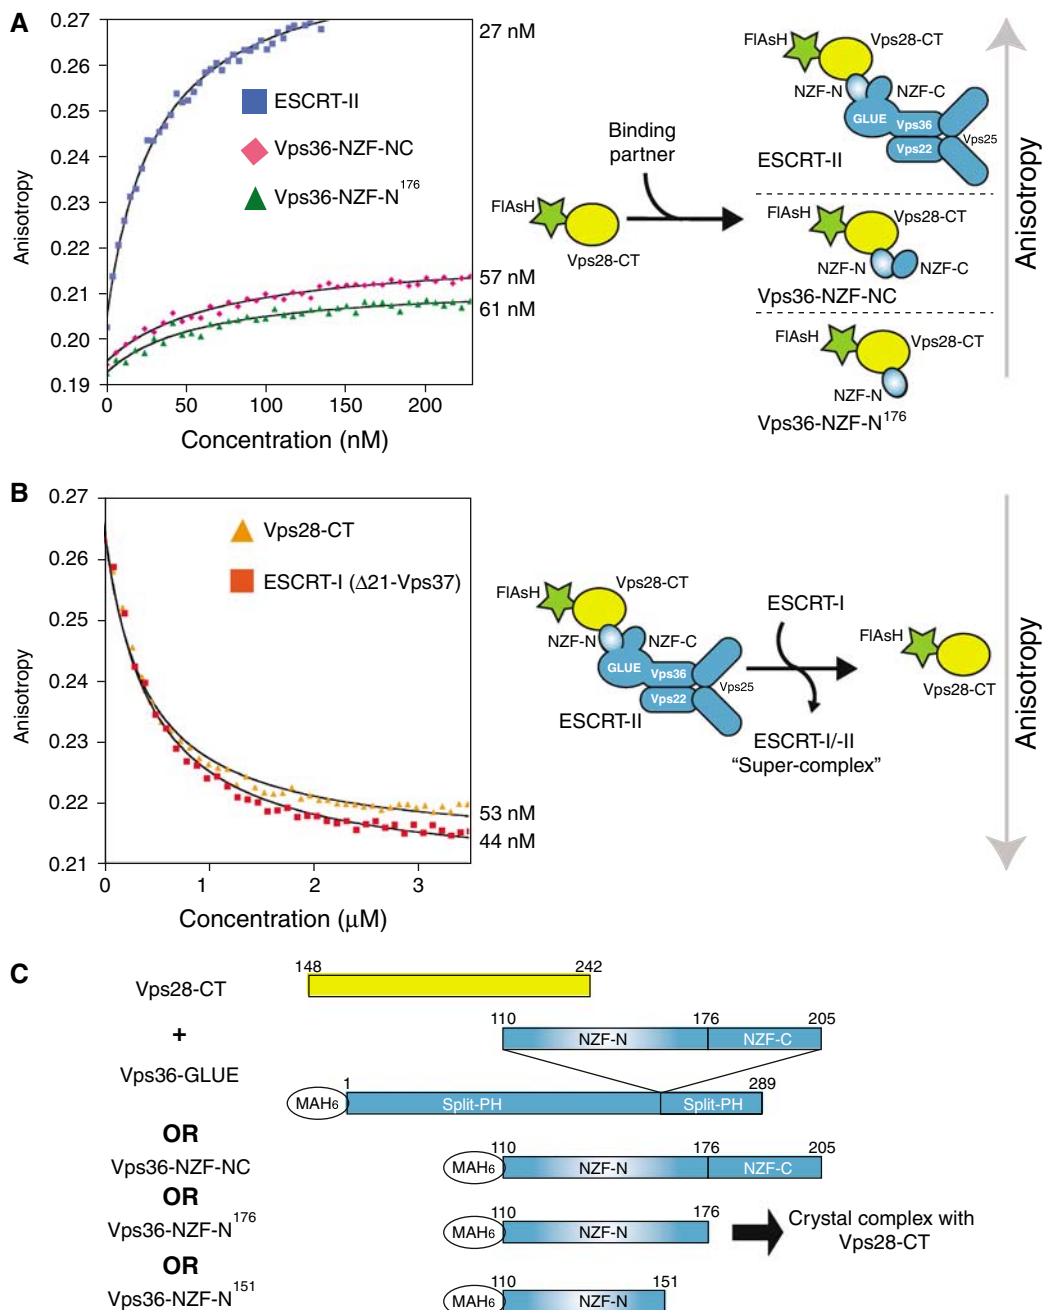 A
0.27
0.26
0.25
0.24
0.23
0.22
0.21
0.20
0.19
Anisotropy
0 50 100 150 200
Concentration (nM)
ESCRT-II
Vps36-NZF-NC
Vps36-NZF-N176
27 nM
57 nM
61 nM
FlAsH
Vps28-CT
Binding
partner
FlAsH
Vps28-CT
NZF-N
NZF-C
GLUE
Vps36
Vps22
Vps25
ESCRT-II
FlAsH
Vps28-CT
NZF-N
NZF-C
Vps36-NZF-NC
FlAsH
Vps28-CT
NZF-N
Vps36-NZF-N176
Anisotropy
B
0.27
0.26
0.25
0.24
0.23
0.22
0.21
Anisotropy
0 1 2 3
Concentration (μM)
Vps28-CT
ESCRT-I (Δ21-Vps37)
53 nM
44 nM
FlAsH
Vps28-CT
NZF-N
NZF-C
GLUE
Vps36
Vps22
Vps25
ESCRT-II
ESCRT-I
ESCRT-I/-II
“Super-complex”
FlAsH
Vps28-CT
Anisotropy
C
148 242
Vps28-CT
+
110 176 205
NZF-N NZF-C
Vps36-GLUE
1 289
MAH6 Split-PH Split-PH
OR
110 176 205
Vps36-NZF-NC MAH6 NZF-N NZF-C
OR
110 176
Vps36-NZF-N176 MAH6 NZF-N
Crystal complex with
Vps28-CT
OR
110 151
Vps36-NZF-N151 MAH6 NZF-N